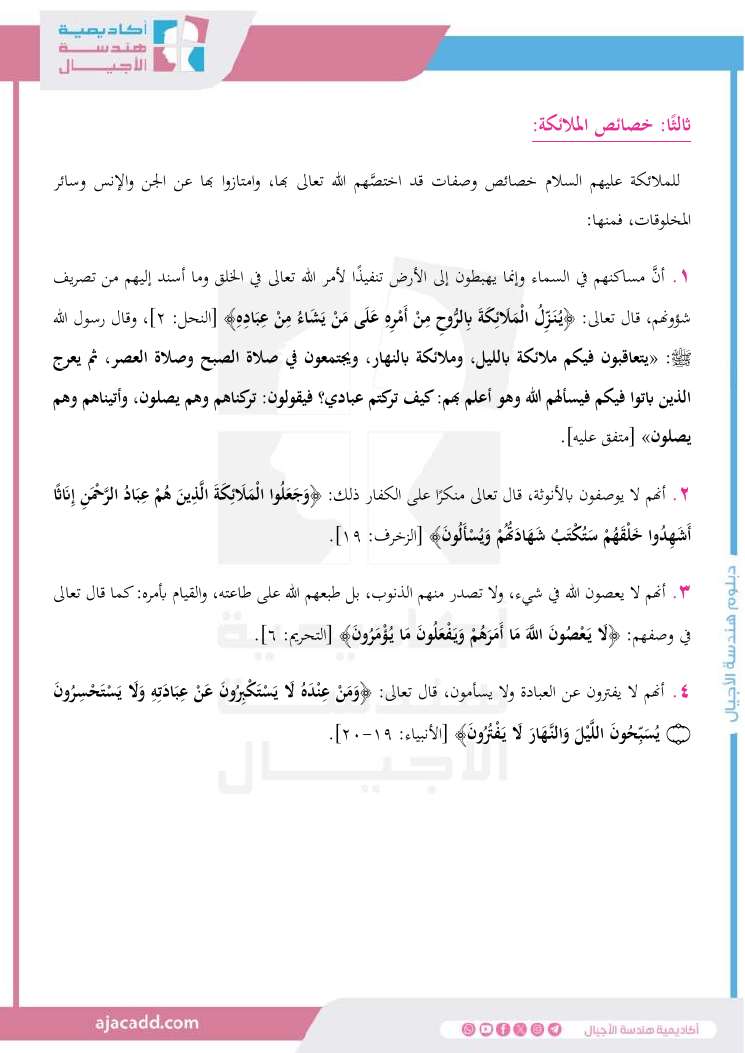 أكاديمية
هندسة
الأجيال
ثالثًا: خصائص الملائكة:
للملائكة عليهم السلام خصائص وصفات قد اختصَّهم الله تعالى بها، وامتازوا بها عن الجن والإنس وسائر
المخلوقات، فمنها:
١. أنَّ مساكنهم في السماء وإنما يهبطون إلى الأرض تنفيذًا لأمر الله تعالى في الخلق وما أسند إليهم من تصريف
شؤونهم، قال تعالى: ﴿يُنَزِّلُ الْمَلَائِكَةَ بِالرُّوحِ مِنْ أَمْرِهِ عَلَى مَنْ يَشَاءُ مِنْ عِبَادِهِ﴾ [النحل: ٢]، وقال رسول الله
ﷺ: «يتعاقبون فيكم ملائكة بالليل، وملائكة بالنهار، ويجتمعون في صلاة الصبح وصلاة العصر، ثم يعرج
الذين باتوا فيكم فيسألهم الله وهو أعلم بهم: كيف تركتم عبادي؟ فيقولون: تركناهم وهم يصلون، وأتيناهم وهم
يصلون» [متفق عليه].
٢. أنهم لا يوصفون بالأنوثة، قال تعالى منكرًا على الكفار ذلك: ﴿وَجَعَلُوا الْمَلَائِكَةَ الَّذِينَ هُمْ عِبَادُ الرَّحْمَنِ إِنَاثًا
أَشَهِدُوا خَلْقَهُمْ سَتُكْتَبُ شَهَادَتُهُمْ وَيُسْأَلُونَ﴾ [الزخرف: ١٩].
٣. أنهم لا يعصون الله في شيء، ولا تصدر منهم الذنوب، بل طبعهم الله على طاعته، والقيام بأمره: كما قال تعالى
في وصفهم: ﴿لَا يَعْصُونَ اللَّهَ مَا أَمَرَهُمْ وَيَفْعَلُونَ مَا يُؤْمَرُونَ﴾ [التحريم: ٦].
٤. أنهم لا يفترون عن العبادة ولا يسأمون، قال تعالى: ﴿وَمَنْ عِنْدَهُ لَا يَسْتَكْبِرُونَ عَنْ عِبَادَتِهِ وَلَا يَسْتَحْسِرُونَ
۝ يُسَبِّحُونَ اللَّيْلَ وَالنَّهَارَ لَا يَفْتُرُونَ﴾ [الأنبياء: ١٩-٢٠].
أكاديمية
هندسة
الأجيال
دبلوم هندسة الأجيال
أكاديمية هندسة الأجيال
ajacadd.com